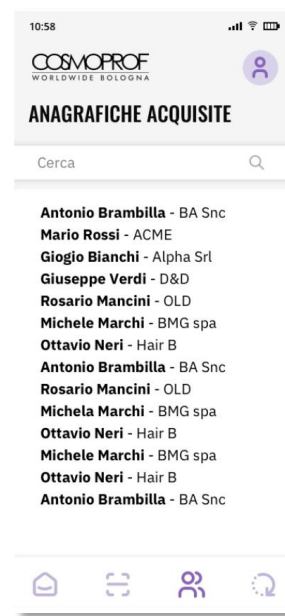 10:58
COSMOPROF
WORLDWIDE BOLOGNA
ANAGRAFICHE ACQUISITE
Cerca
Antonio Brambilla - BA Snc
Mario Rossi - ACME
Giogio Bianchi - Alpha Srl
Giuseppe Verdi - D&D
Rosario Mancini - OLD
Michele Marchi - BMG spa
Ottavio Neri - Hair B
Antonio Brambilla - BA Snc
Rosario Mancini - OLD
Michela Marchi - BMG spa
Ottavio Neri - Hair B
Michele Marchi - BMG spa
Ottavio Neri - Hair B
Antonio Brambilla - BA Snc